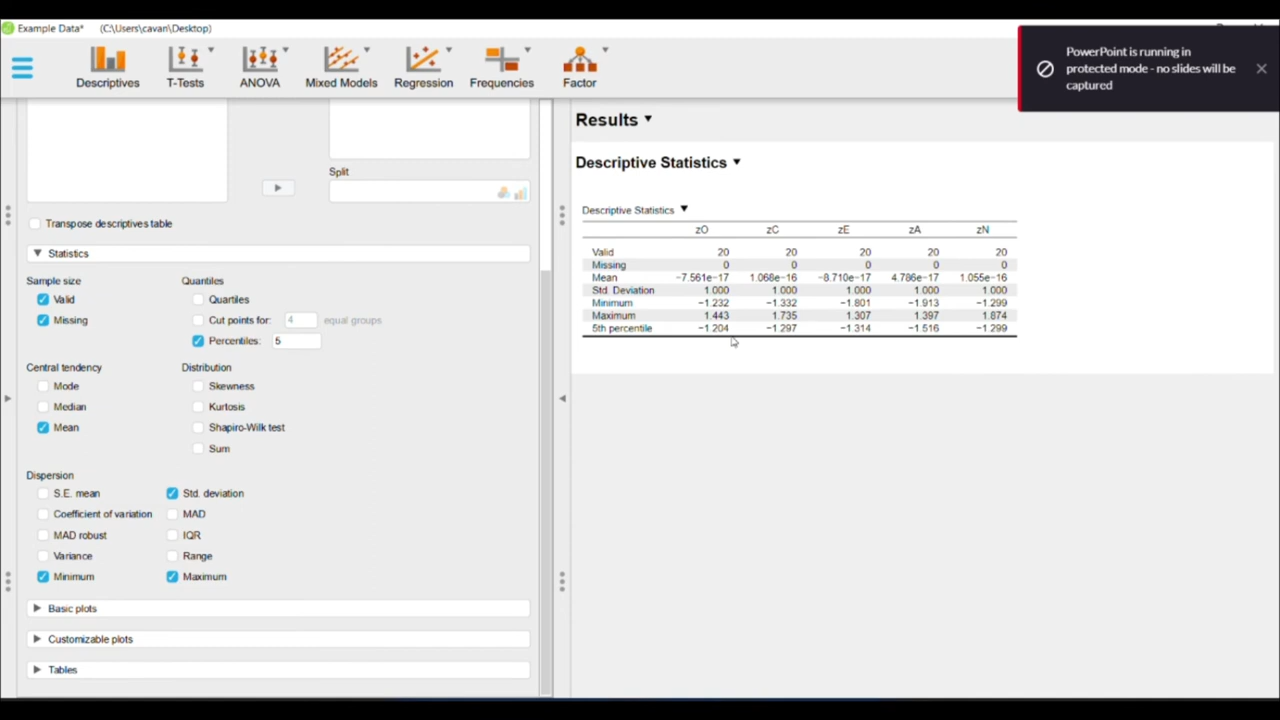 Example Data* (C:\Users\cavan\Desktop)
Descriptives T-Tests ANOVA Mixed Models Regression Frequencies Factor
PowerPoint is running in
protected mode - no slides will be
captured
Split
Transpose descriptives table
Statistics
Sample size Quantiles
Valid Quartiles
Missing Cut points for: 4 equal groups
Percentiles: 5
Central tendency Distribution
Mode Skewness
Median Kurtosis
Mean Shapiro-Wilk test
Sum
Dispersion
S.E. mean Std. deviation
Coefficient of variation MAD
MAD robust IQR
Variance Range
Minimum Maximum
Basic plots
Customizable plots
Tables
Results
Descriptive Statistics
Descriptive Statistics
zO zC zE zA zN
Valid 20 20 20 20 20
Missing 0 0 0 0 0
Mean −7.561e−17 1.068e−16 −8.710e−17 4.786e−17 1.055e−16
Std. Deviation 1.000 1.000 1.000 1.000 1.000
Minimum −1.232 −1.332 −1.801 −1.913 −1.299
Maximum 1.443 1.735 1.307 1.397 1.874
5th percentile −1.204 −1.297 −1.314 −1.516 −1.299